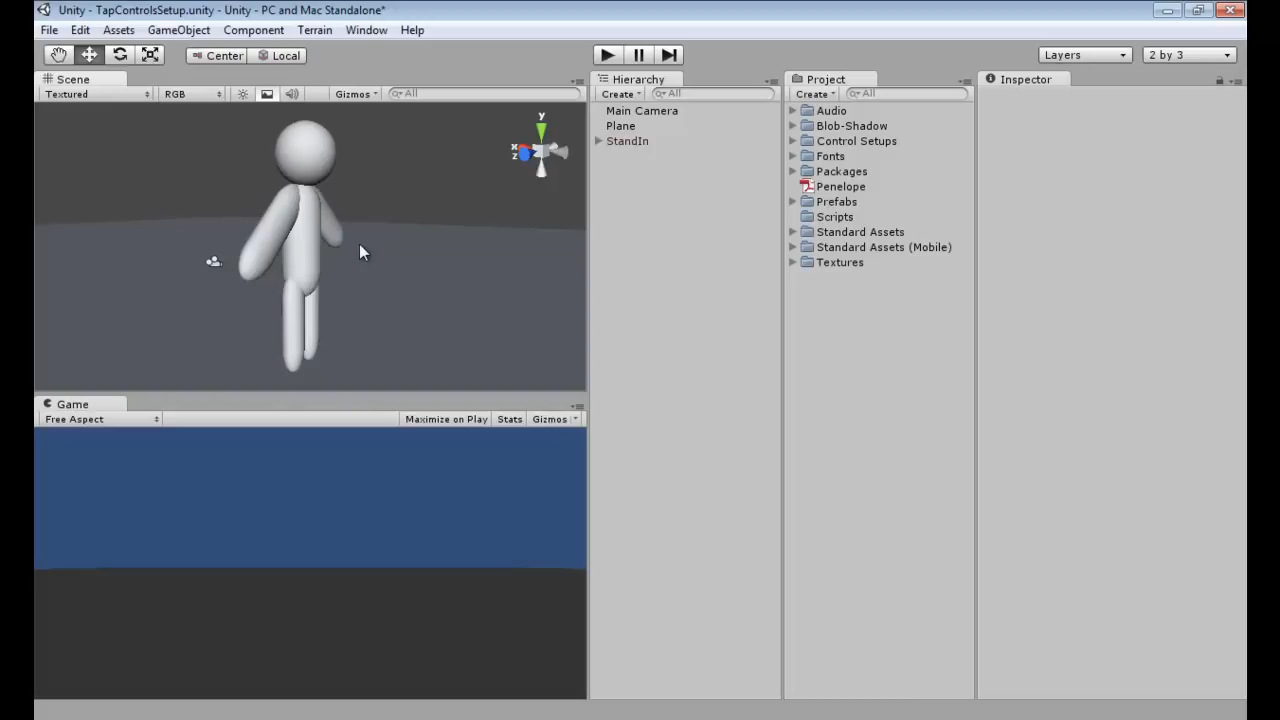 Unity - TapControlsSetup.unity - Unity - PC and Mac Standalone*
File Edit Assets GameObject Component Terrain Window Help
Center Local Layers 2 by 3
Scene Hierarchy Project Inspector
Textured RGB Gizmos All Create All Create All
y
x
z
Main Camera
Plane
StandIn
Audio
Blob-Shadow
Control Setups
Fonts
Packages
Penelope
Prefabs
Scripts
Standard Assets
Standard Assets (Mobile)
Textures
Game
Free Aspect Maximize on Play Stats Gizmos